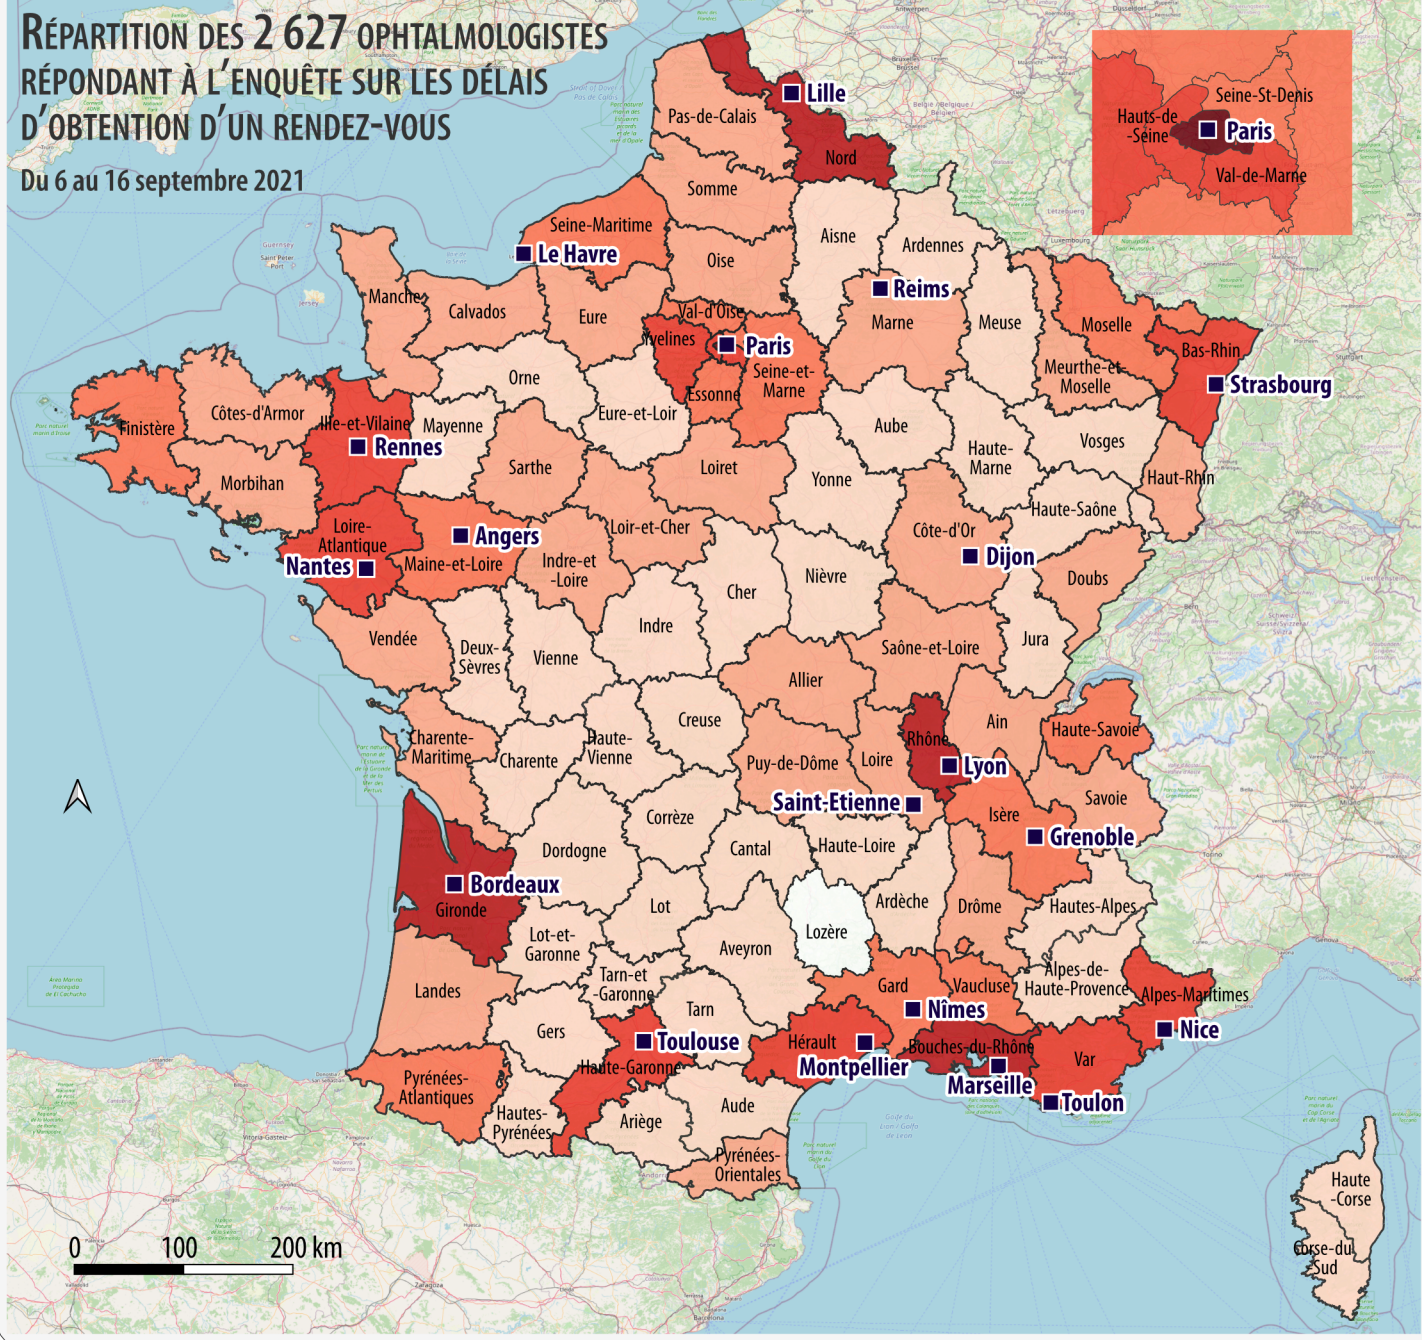 Répartition des 2 627 ophtalmologistes
répondant à l'enquête sur les délais
d'obtention d'un rendez-vous
Du 6 au 16 septembre 2021
Lille
Pas-de-Calais
Nord
Somme
Seine-Maritime
Le Havre
Oise
Aisne
Ardennes
Reims
Manche
Calvados
Eure
Val-d'Oise
Marne
Meuse
Moselle
Yvelines
Paris
Bas-Rhin
Seine-et-
Marne
Meurthe-et-
Moselle
Strasbourg
Orne
Essonne
Côtes-d'Armor
Finistère
Ille-et-Vilaine
Mayenne
Eure-et-Loir
Aube
Rennes
Haute-
Marne
Vosges
Morbihan
Sarthe
Loiret
Yonne
Haut-Rhin
Haute-Saône
Loire-
Atlantique
Angers
Loir-et-Cher
Côte-d'Or
Dijon
Nantes
Maine-et-Loire
Indre-et
-Loire
Cher
Nièvre
Doubs
Vendée
Indre
Jura
Deux-
Sèvres
Vienne
Saône-et-Loire
Allier
Creuse
Ain
Haute-Savoie
Charente-
Maritime
Charente
Haute-
Vienne
Puy-de-Dôme
Loire
Rhône
Lyon
Saint-Etienne
Savoie
Isère
Grenoble
Corrèze
Dordogne
Cantal
Haute-Loire
Bordeaux
Gironde
Lot
Lozère
Ardèche
Drôme
Hautes-Alpes
Lot-et-
Garonne
Aveyron
Tarn-et
-Garonne
Landes
Gard
Vaucluse
Alpes-de-
Haute-Provence
Alpes-Maritimes
Gers
Tarn
Nîmes
Nice
Toulouse
Hérault
Montpellier
Bouches-du-Rhône
Marseille
Var
Toulon
Haute-Garonne
Pyrénées-
Atlantiques
Hautes-
Pyrénées
Ariège
Aude
Pyrénées-
Orientales
Haute
-Corse
Corse-du-
Sud
0 100 200 km
Seine-St-Denis
Hauts-de
-Seine
Paris
Val-de-Marne